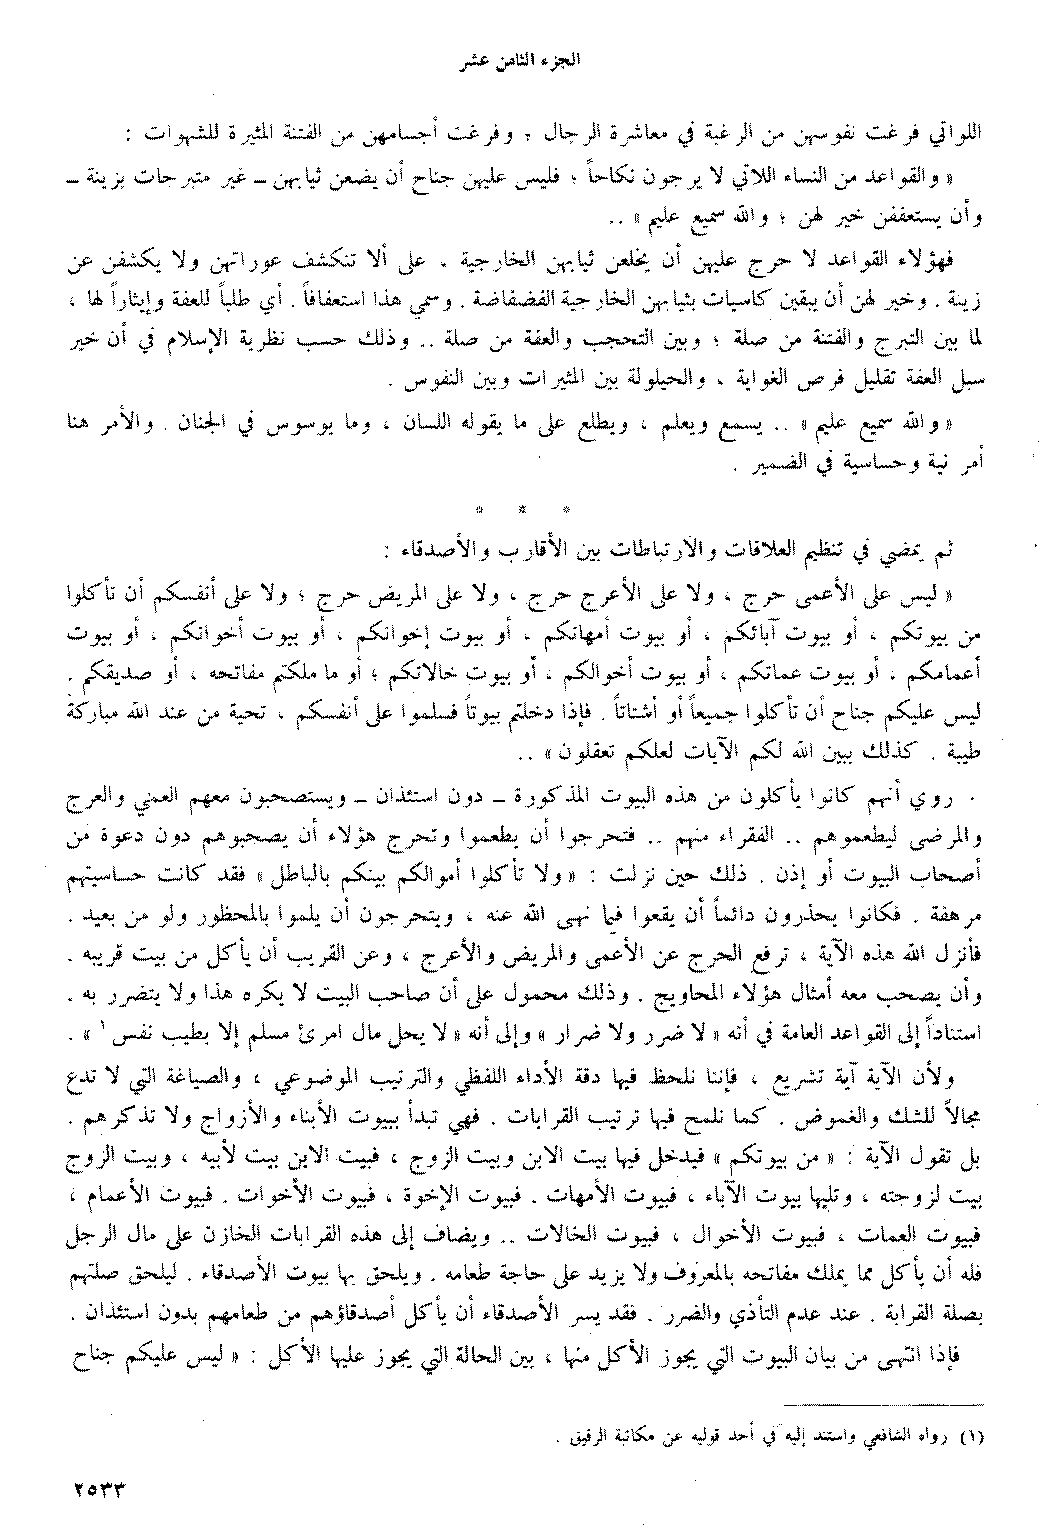 الجزء الثامن عشر
اللواتي فرغت نفوسهن من الرغبة في معاشرة الرجال ؛ وفرغت أجسامهن من الفتنة المثيرة للشهوات :
« والقواعد من النساء اللاتي لا يرجون نكاحاً ؛ فليس عليهن جناح أن يضعن ثيابهن – غير متبرجات بزينة –
وأن يستعففن خير لهن ؛ والله سميع عليم » ..
فهؤلاء القواعد لا حرج عليهن أن يخلعن ثيابهن الخارجية ، على ألا تنكشف عوراتهن ولا يكشفن عن
زينة . وخير لهن أن يبقين كاسيات بثيابهن الخارجية الفضفاضة . وسمي هذا استعفافاً . أي طلباً للعفة وإيثاراً لها ،
لما بين التبرج والفتنة من صلة ؛ وبين التحجب والعفة من صلة .. وذلك حسب نظرية الإسلام في أن خير
سبل العفة تقليل فرص الغواية ، والحيلولة بين المثيرات وبين النفوس .
« والله سميع عليم » .. يسمع ويعلم ، ويطلع على ما يقوله اللسان ، وما يوسوس في الجنان . والأمر هنا
أمر نية وحساسية في الضمير .
* * *
ثم يمضي في تنظيم العلاقات والارتباطات بين الأقارب والأصدقاء :
« ليس على الأعمى حرج ، ولا على الأعرج حرج ، ولا على المريض حرج ؛ ولا على أنفسكم أن تأكلوا
من بيوتكم ، أو بيوت آبائكم ، أو بيوت أمهاتكم ، أو بيوت إخوانكم ، أو بيوت أخواتكم ، أو بيوت
أعمامكم ، أو بيوت عماتكم ، أو بيوت أخوالكم ، أو بيوت خالاتكم ؛ أو ما ملكتم مفاتحه ، أو صديقكم .
ليس عليكم جناح أن تأكلوا جميعاً أو أشتاتاً . فإذا دخلتم بيوتاً فسلموا على أنفسكم ، تحية من عند الله مباركة
طيبة . كذلك يبين الله لكم الآيات لعلكم تعقلون » ..
روي أنهم كانوا يأكلون من هذه البيوت المذكورة – دون استئذان – ويستصحبون معهم العمي والعرج
والمرضى ليطعموهم .. الفقراء منهم .. فتحرجوا أن يطعموا وتحرج هؤلاء أن يصحبوهم دون دعوة من
أصحاب البيوت أو إذن . ذلك حين نزلت : « ولا تأكلوا أموالكم بينكم بالباطل » فقد كانت حساسيتهم
مرهفة . فكانوا يحذرون دائماً أن يقعوا فيما نهى الله عنه ، ويتحرجون أن يلموا بالمحظور ولو من بعيد .
فأنزل الله هذه الآية ، ترفع الحرج عن الأعمى والمريض والأعرج ، وعن القريب أن يأكل من بيت قريبه .
وأن يصحب معه أمثال هؤلاء المحاويج . وذلك محمول على أن صاحب البيت لا يكره هذا ولا يتضرر به .
استناداً إلى القواعد العامة في أنه « لا ضرر ولا ضرار » وإلى أنه « لا يحل مال امرئ مسلم إلا بطيب نفس ١ » .
ولأن الآية آية تشريع ، فإننا نلحظ فيها دقة الأداء اللفظي والترتيب الموضوعي ، والصياغة التي لا تدع
مجالاً للشك والغموض . كما نلمح فيها ترتيب القرابات . فهي تبدأ ببيوت الأبناء والأزواج ولا تذكرهم .
بل تقول الآية : « من بيوتكم » فيدخل فيها بيت الابن وبيت الزوج ، فبيت الابن بيت لأبيه ، وبيت الزوج
بيت لزوجته ، وتليها بيوت الآباء ، فبيوت الأمهات . فبيوت الإخوة ، فبيوت الأخوات . فبيوت الأعمام ،
فبيوت العمات ، فبيوت الأخوال ، فبيوت الخالات .. ويضاف إلى هذه القرابات الخازن على مال الرجل
فله أن يأكل مما يملك مفاتحه بالمعروف ولا يزيد على حاجة طعامه . ويلحق بها بيوت الأصدقاء . ليلحق صلتهم
بصلة القرابة . عند عدم التأذي والضرر . فقد يسر الأصدقاء أن يأكل أصدقاؤهم من طعامهم بدون استئذان .
فإذا انتهى من بيان البيوت التي يجوز الأكل منها ، بين الحالة التي يجوز عليها الأكل : « ليس عليكم جناح
(١) رواه الشافعي واستند إليه في أحد قوليه عن مكاتبة الرقيق .
٢٥٣٣